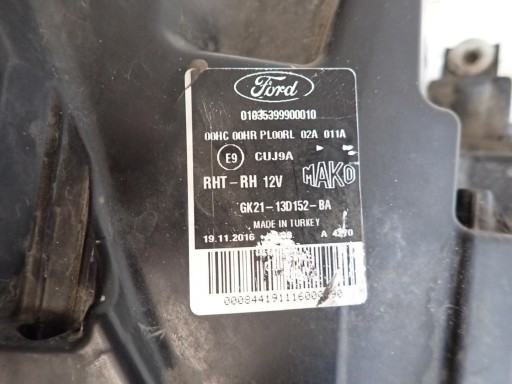 Ford
01035399900010
00HC 00HR PL00RL 02A 011A
E9 CUJ9A
RHT-RH 12V MAKO
GK21-13D152-BA
MADE IN TURKEY
19.11.2016 A